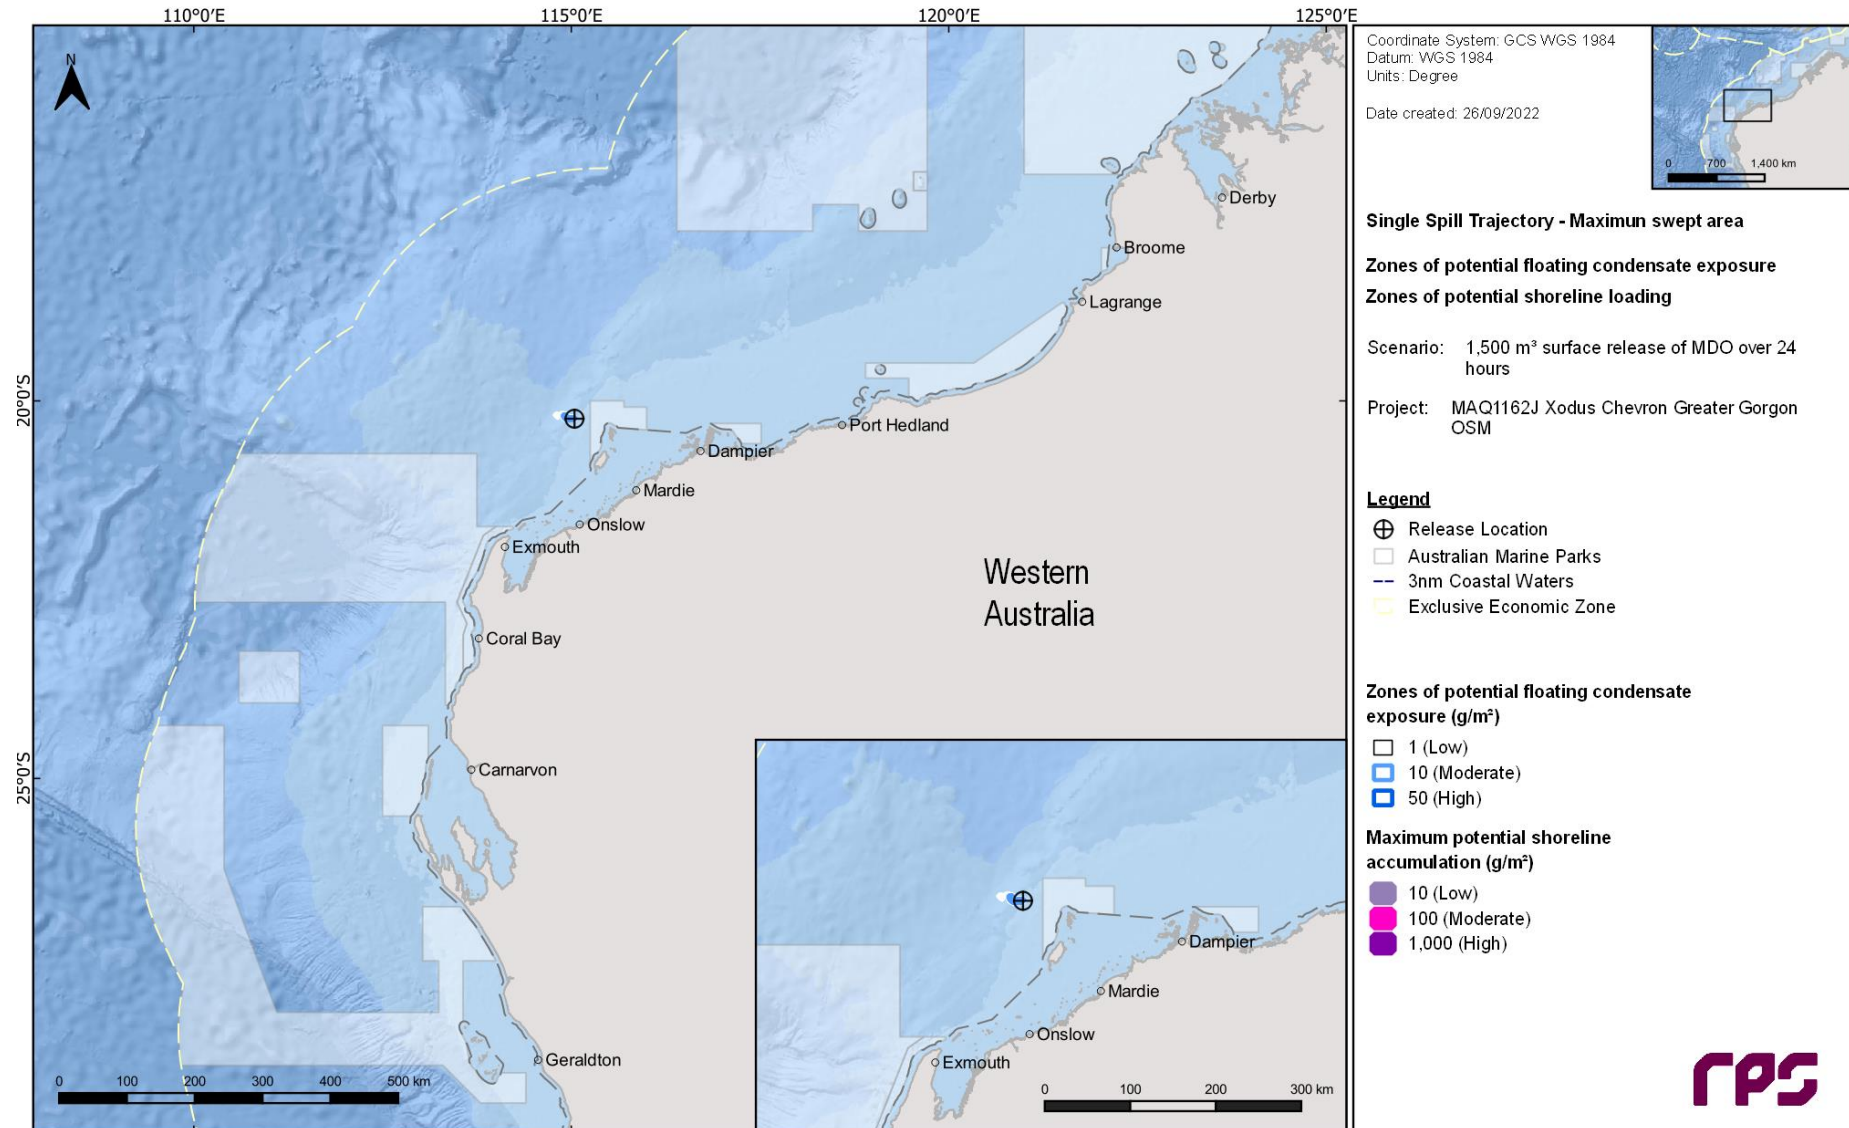 110°0'E 115°0'E 120°0'E 125°0'E
20°0'S
25°0'S
N
Derby
Broome
Lagrange
Port Hedland
Dampier
Mardie
Onslow
Exmouth
Western
Australia
Coral Bay
Carnarvon
Geraldton
0 100 200 300 400 500 km
Dampier
Mardie
Onslow
Exmouth
0 100 200 300 km
Coordinate System: GCS WGS 1984
Datum: WGS 1984
Units: Degree
Date created: 26/09/2022
0 700 1,400 km
Single Spill Trajectory - Maximun swept area
Zones of potential floating condensate exposure
Zones of potential shoreline loading
Scenario: 1,500 m³ surface release of MDO over 24
hours
Project: MAQ1162J Xodus Chevron Greater Gorgon
OSM
Legend
Release Location
Australian Marine Parks
3nm Coastal Waters
Exclusive Economic Zone
Zones of potential floating condensate
exposure (g/m²)
1 (Low)
10 (Moderate)
50 (High)
Maximum potential shoreline
accumulation (g/m²)
10 (Low)
100 (Moderate)
1,000 (High)
rps